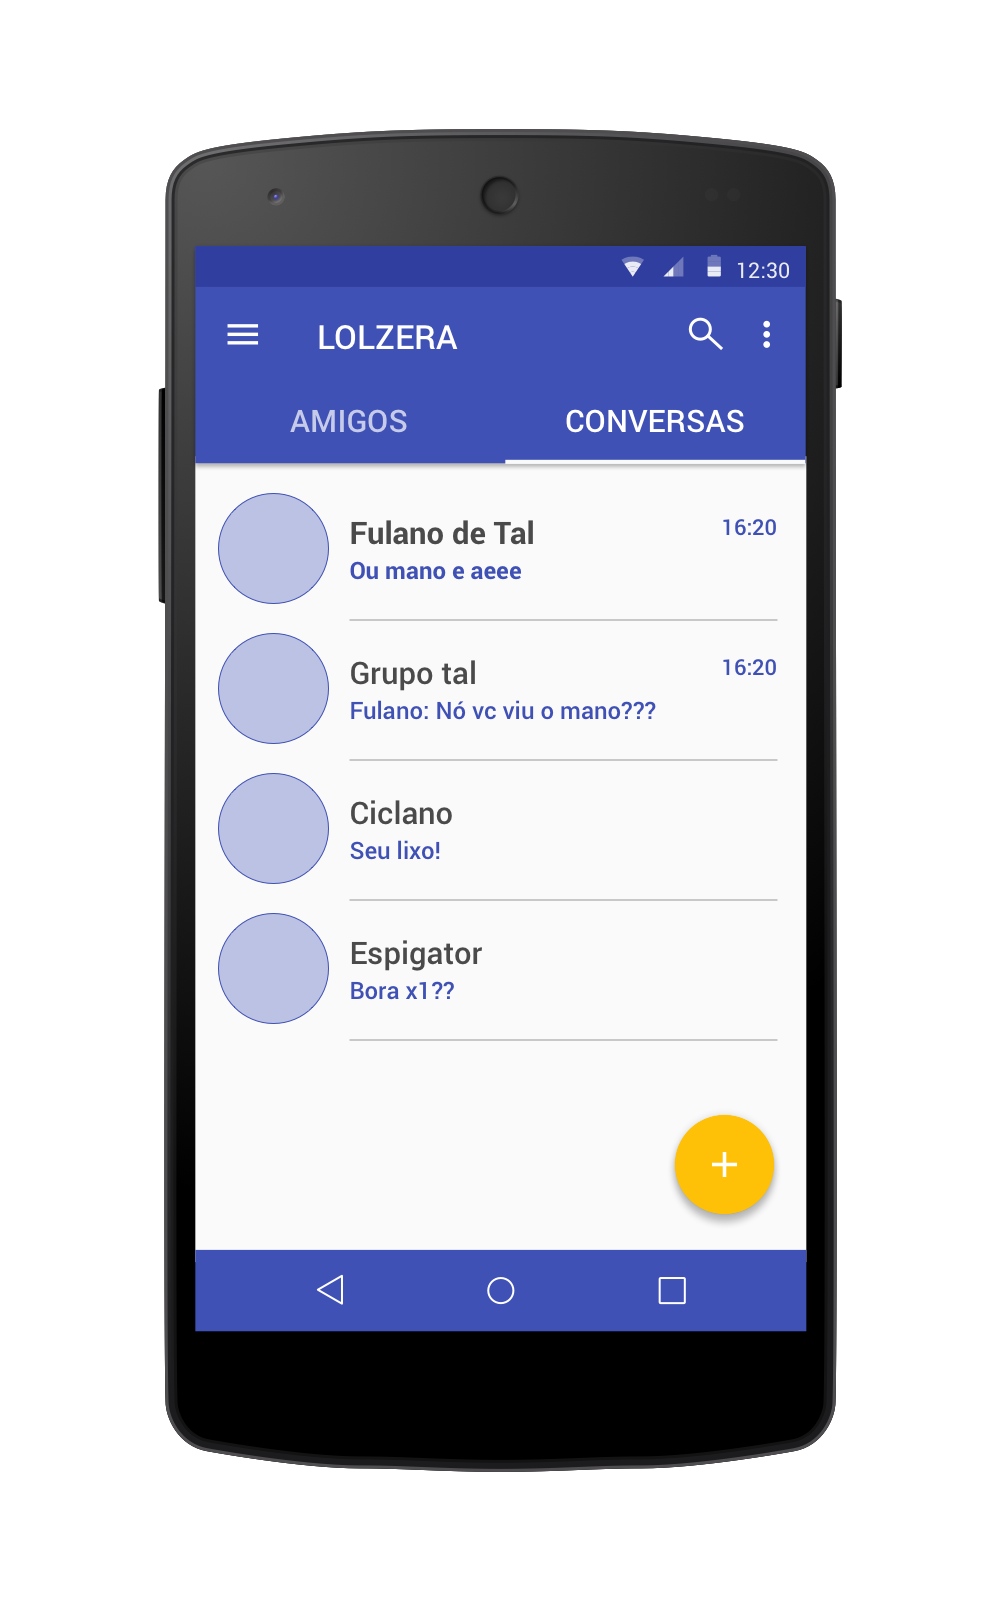 12:30
LOLZERA
AMIGOS CONVERSAS
Fulano de Tal 16:20
Ou mano e aeee
Grupo tal 16:20
Fulano: Nó vc viu o mano???
Ciclano
Seu lixo!
Espigator
Bora x1??
+